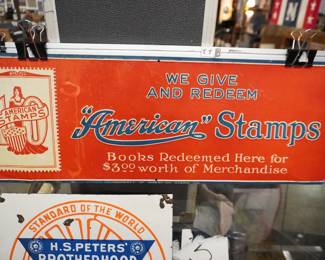 WE GIVE
AND REDEEM
"American" Stamps
Books Redeemed Here for
$3.00 worth of Merchandise
AMERICAN
STAMPS
STANDARD OF THE WORLD
H.S. PETERS'
BROTHERHOOD